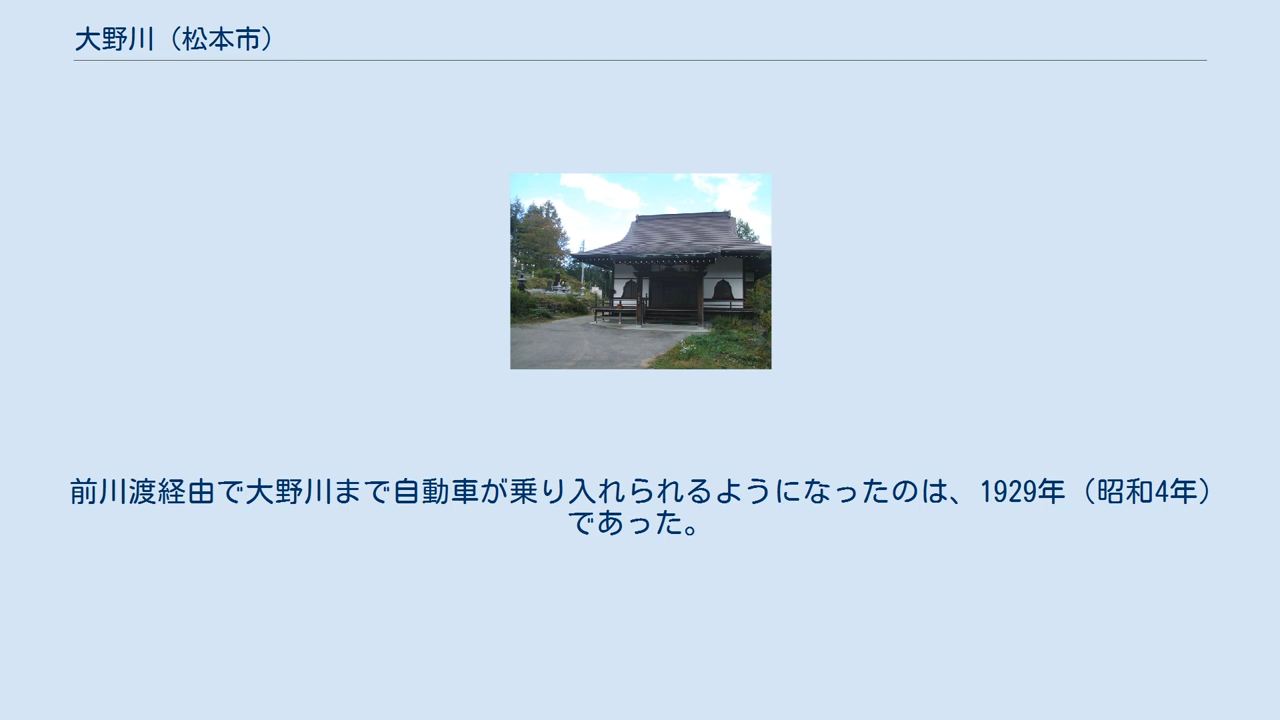 大野川（松本市）
前川渡経由で大野川まで自動車が乗り入れられるようになったのは、1929年（昭和4年）
であった。